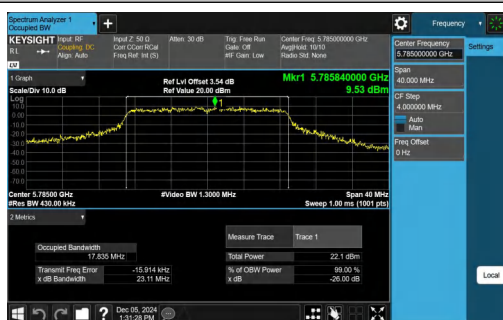 Spectrum Analyzer 1
Occupied BW
Frequency
KEYSIGHT
Input: RF
Input Z: 50 Ω
Atten: 30 dB
Trig: Free Run
Center Freq: 5.785000000 GHz
RL
Coupling: DC
Corr CCorr RCal
Gate: Off
Avg|Hold: 10/10
Align: Auto
Freq Ref: Int (S)
#IF Gain: Low
Radio Std: None
LXI
Center Frequency
5.785000000 GHz
Settings
Span
40.000 MHz
CF Step
4.000000 MHz
Auto
Man
Freq Offset
0 Hz
1 Graph
Ref Lvl Offset 3.54 dB
Mkr1 5.785840000 GHz
Scale/Div 10.0 dB
Ref Value 20.00 dBm
9.53 dBm
Log
10.0
0.00
-10.0
-20.0
-30.0
-40.0
-50.0
-60.0
-70.0
1
Center 5.78500 GHz
#Video BW 1.3000 MHz
Span 40 MHz
#Res BW 430.00 kHz
Sweep 1.00 ms (1001 pts)
2 Metrics
Measure Trace
Trace 1
Occupied Bandwidth
17.835 MHz
Total Power
22.1 dBm
Transmit Freq Error
-15.914 kHz
% of OBW Power
99.00 %
x dB Bandwidth
23.11 MHz
x dB
-26.00 dB
Local
Dec 05, 2024
1:31:28 PM